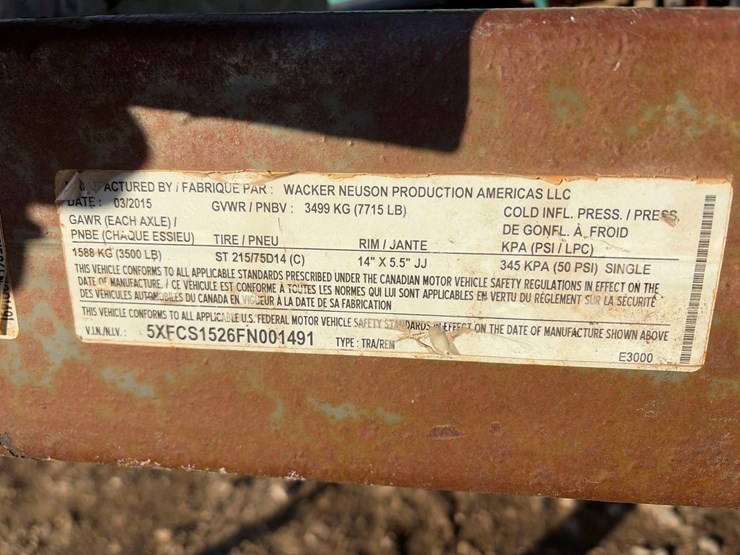 ACTURED BY / FABRIQUÉ PAR : WACKER NEUSON PRODUCTION AMERICAS LLC
DATE : 03/2015 GVWR / PNBV : 3499 KG (7715 LB) COLD INFL. PRESS. / PRESS.
GAWR (EACH AXLE) / DE GONFL. À FROID
PNBE (CHAQUE ESSIEU) TIRE / PNEU RIM / JANTE KPA (PSI / LPC)
1588 KG (3500 LB) ST 215/75D14 (C) 14" X 5.5" JJ 345 KPA (50 PSI) SINGLE
THIS VEHICLE CONFORMS TO ALL APPLICABLE STANDARDS PRESCRIBED UNDER THE CANADIAN MOTOR VEHICLE SAFETY REGULATIONS IN EFFECT ON THE
DATE OF MANUFACTURE. / CE VÉHICULE EST CONFORME À TOUTES LES NORMES QUI LUI SONT APPLICABLES EN VERTU DU RÈGLEMENT SUR LA SÉCURITÉ
DES VÉHICULES AUTOMOBILES DU CANADA EN VIGUEUR À LA DATE DE SA FABRICATION
THIS VEHICLE CONFORMS TO ALL APPLICABLE U.S. FEDERAL MOTOR VEHICLE SAFETY STANDARDS EFFECT ON THE DATE OF MANUFACTURE SHOWN ABOVE
V.I.N./N.I.V. : 5XFCS1526FN001491 TYPE : TRA/REM E3000